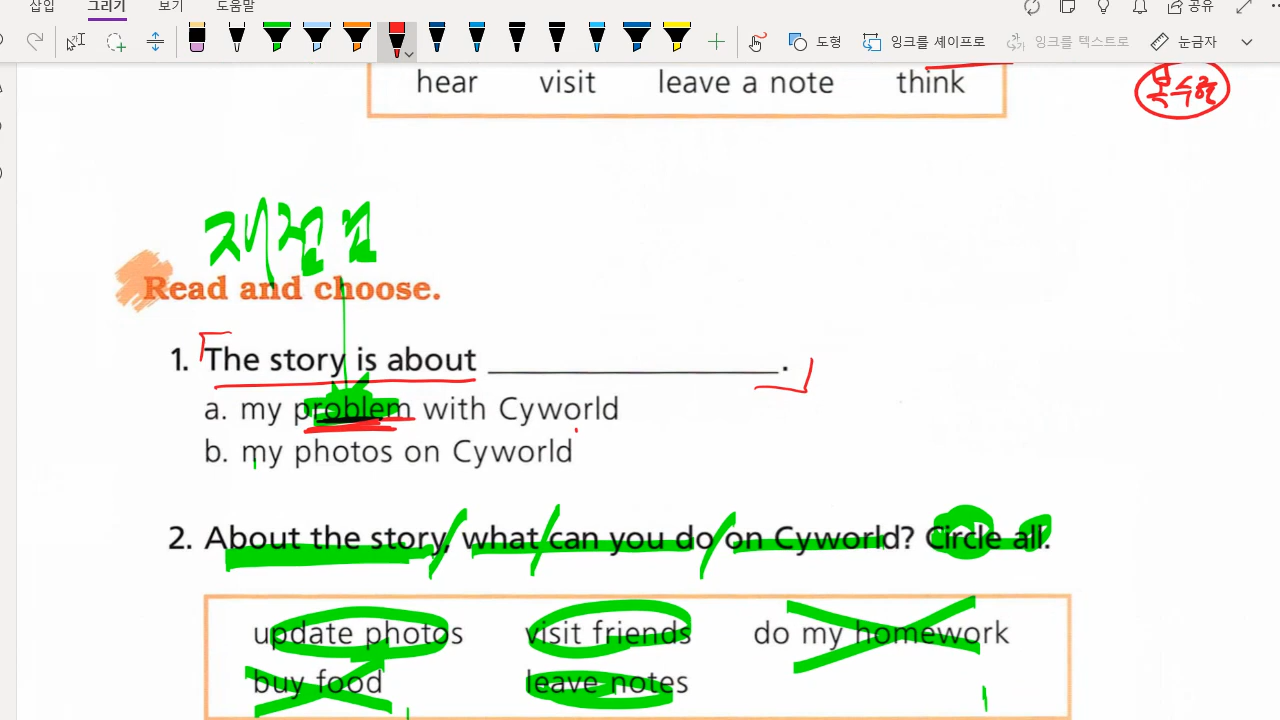 삽입 그리기 보기 도움말
공유
도형 잉크를 셰이프로 잉크를 텍스트로 눈금자
hear visit leave a note think
복수형
Read and choose.
1. The story is about ____________________.
a. my problem with Cyworld
b. my photos on Cyworld
2. About the story, what can you do on Cyworld? Circle all.
update photos visit friends do my homework
buy food leave notes